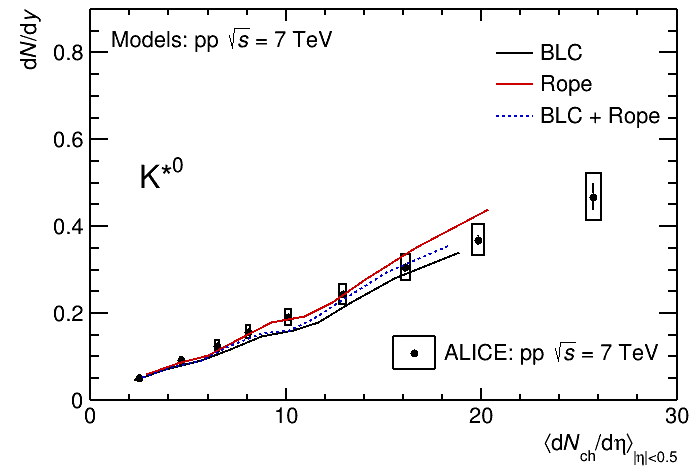 dN/dy
0.8
0.6
0.4
0.2
0
Models: pp √s = 7 TeV
BLC
Rope
BLC + Rope
K*⁰
ALICE: pp √s = 7 TeV
0 10 20 30
⟨dN_ch/dη⟩_|η|<0.5